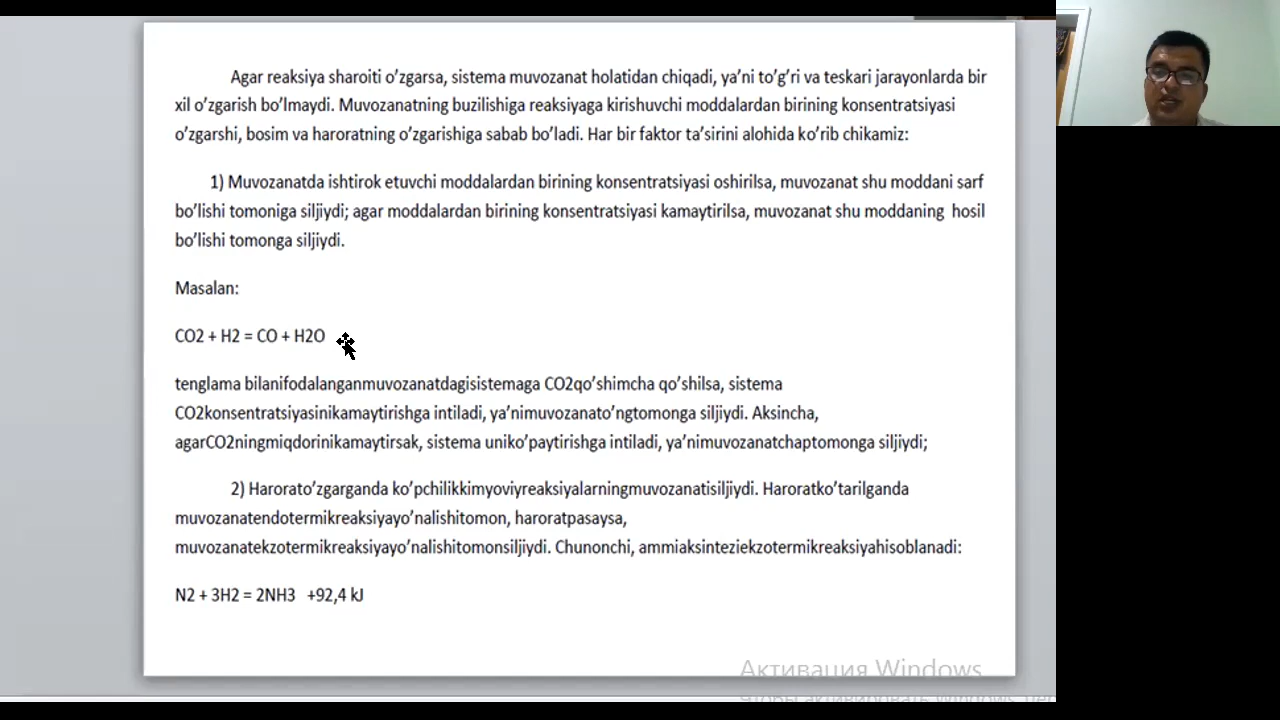 Agar reaksiya sharoiti o’zgarsa, sistema muvozanat holatidan chiqadi, ya’ni to’g’ri va teskari jarayonlarda bir
xil o’zgarish bo’lmaydi. Muvozanatning buzilishiga reaksiyaga kirishuvchi moddalardan birining konsentratsiyasi
o’zgarshi, bosim va haroratning o’zgarishiga sabab bo’ladi. Har bir faktor ta’sirini alohida ko’rib chikamiz:
1) Muvozanatda ishtirok etuvchi moddalardan birining konsentratsiyasi oshirilsa, muvozanat shu moddani sarf
bo’lishi tomoniga siljiydi; agar moddalardan birining konsentratsiyasi kamaytirilsa, muvozanat shu moddaning hosil
bo’lishi tomonga siljiydi.
Masalan:
CO2 + H2 = CO + H2O
tenglama bilanifodalanganmuvozanatdagisistemaga CO2qo’shimcha qo’shilsa, sistema
CO2konsentratsiyasinikamaytirishga intiladi, ya’nimuvozanato’ngtomonga siljiydi. Aksincha,
agarCO2ningmiqdorinikamaytirsak, sistema uniko’paytirishga intiladi, ya’nimuvozanatchaptomonga siljiydi;
2) Harorato’zgarganda ko’pchilikkimyoviyreaksiyalarningmuvozanatisiljiydi. Haroratko’tarilganda
muvozanatendotermikreaksiyayo’nalishitomon, haroratpasaysa,
muvozanatekzotermikreaksiyayo’nalishitomonsiljiydi. Chunonchi, ammiaksinteziekzotermikreaksiyahisoblanadi:
N2 + 3H2 = 2NH3 +92,4 kJ
Активация Windows
Чтобы активировать Windows, пер